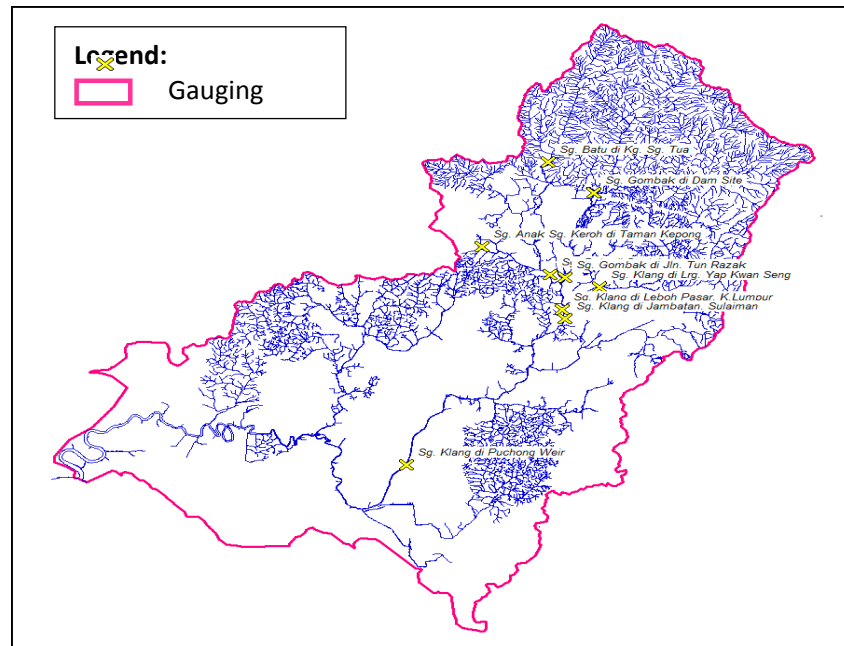 Legend:
Gauging
Sg. Batu di Kg. Sg. Tua
Sg. Gombak di Dam Site
Sg. Anak Sg. Keroh di Taman Kepong
S
Sg. Gombak di Jln. Tun Razak
Sg. Klang di Lrg. Yap Kwan Seng
Sg. Klang di Leboh Pasar, K.Lumpur
Sg. Klang di Jambatan, Sulaiman
Sg. Klang di Puchong Weir